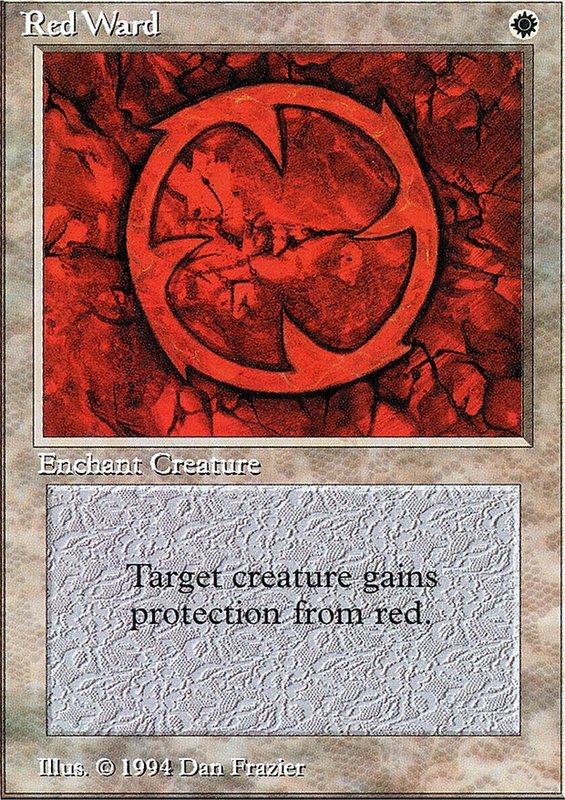 Red Ward
Enchant Creature
Target creature gains
protection from red.
Illus. © 1994 Dan Frazier